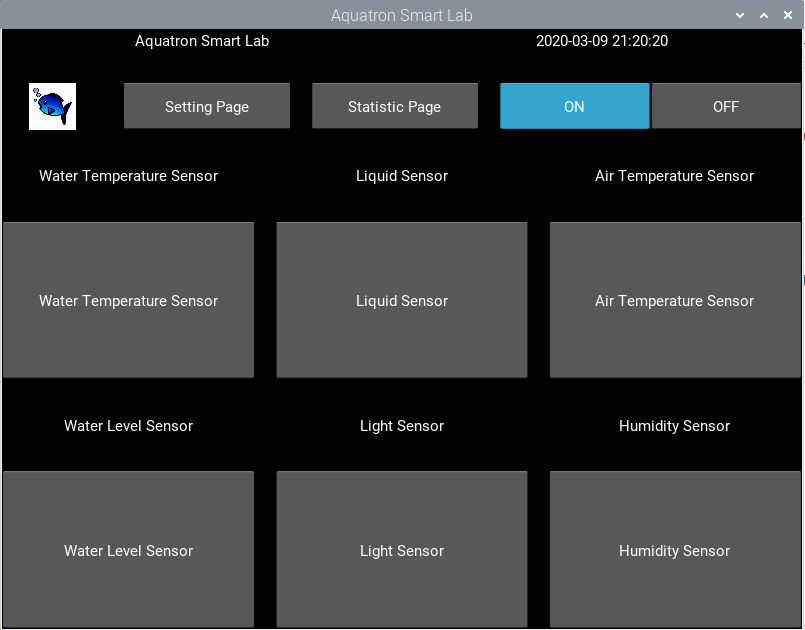 Aquatron Smart Lab
Aquatron Smart Lab 2020-03-09 21:20:20
Setting Page Statistic Page ON OFF
Water Temperature Sensor Liquid Sensor Air Temperature Sensor
Water Temperature Sensor Liquid Sensor Air Temperature Sensor
Water Level Sensor Light Sensor Humidity Sensor
Water Level Sensor Light Sensor Humidity Sensor